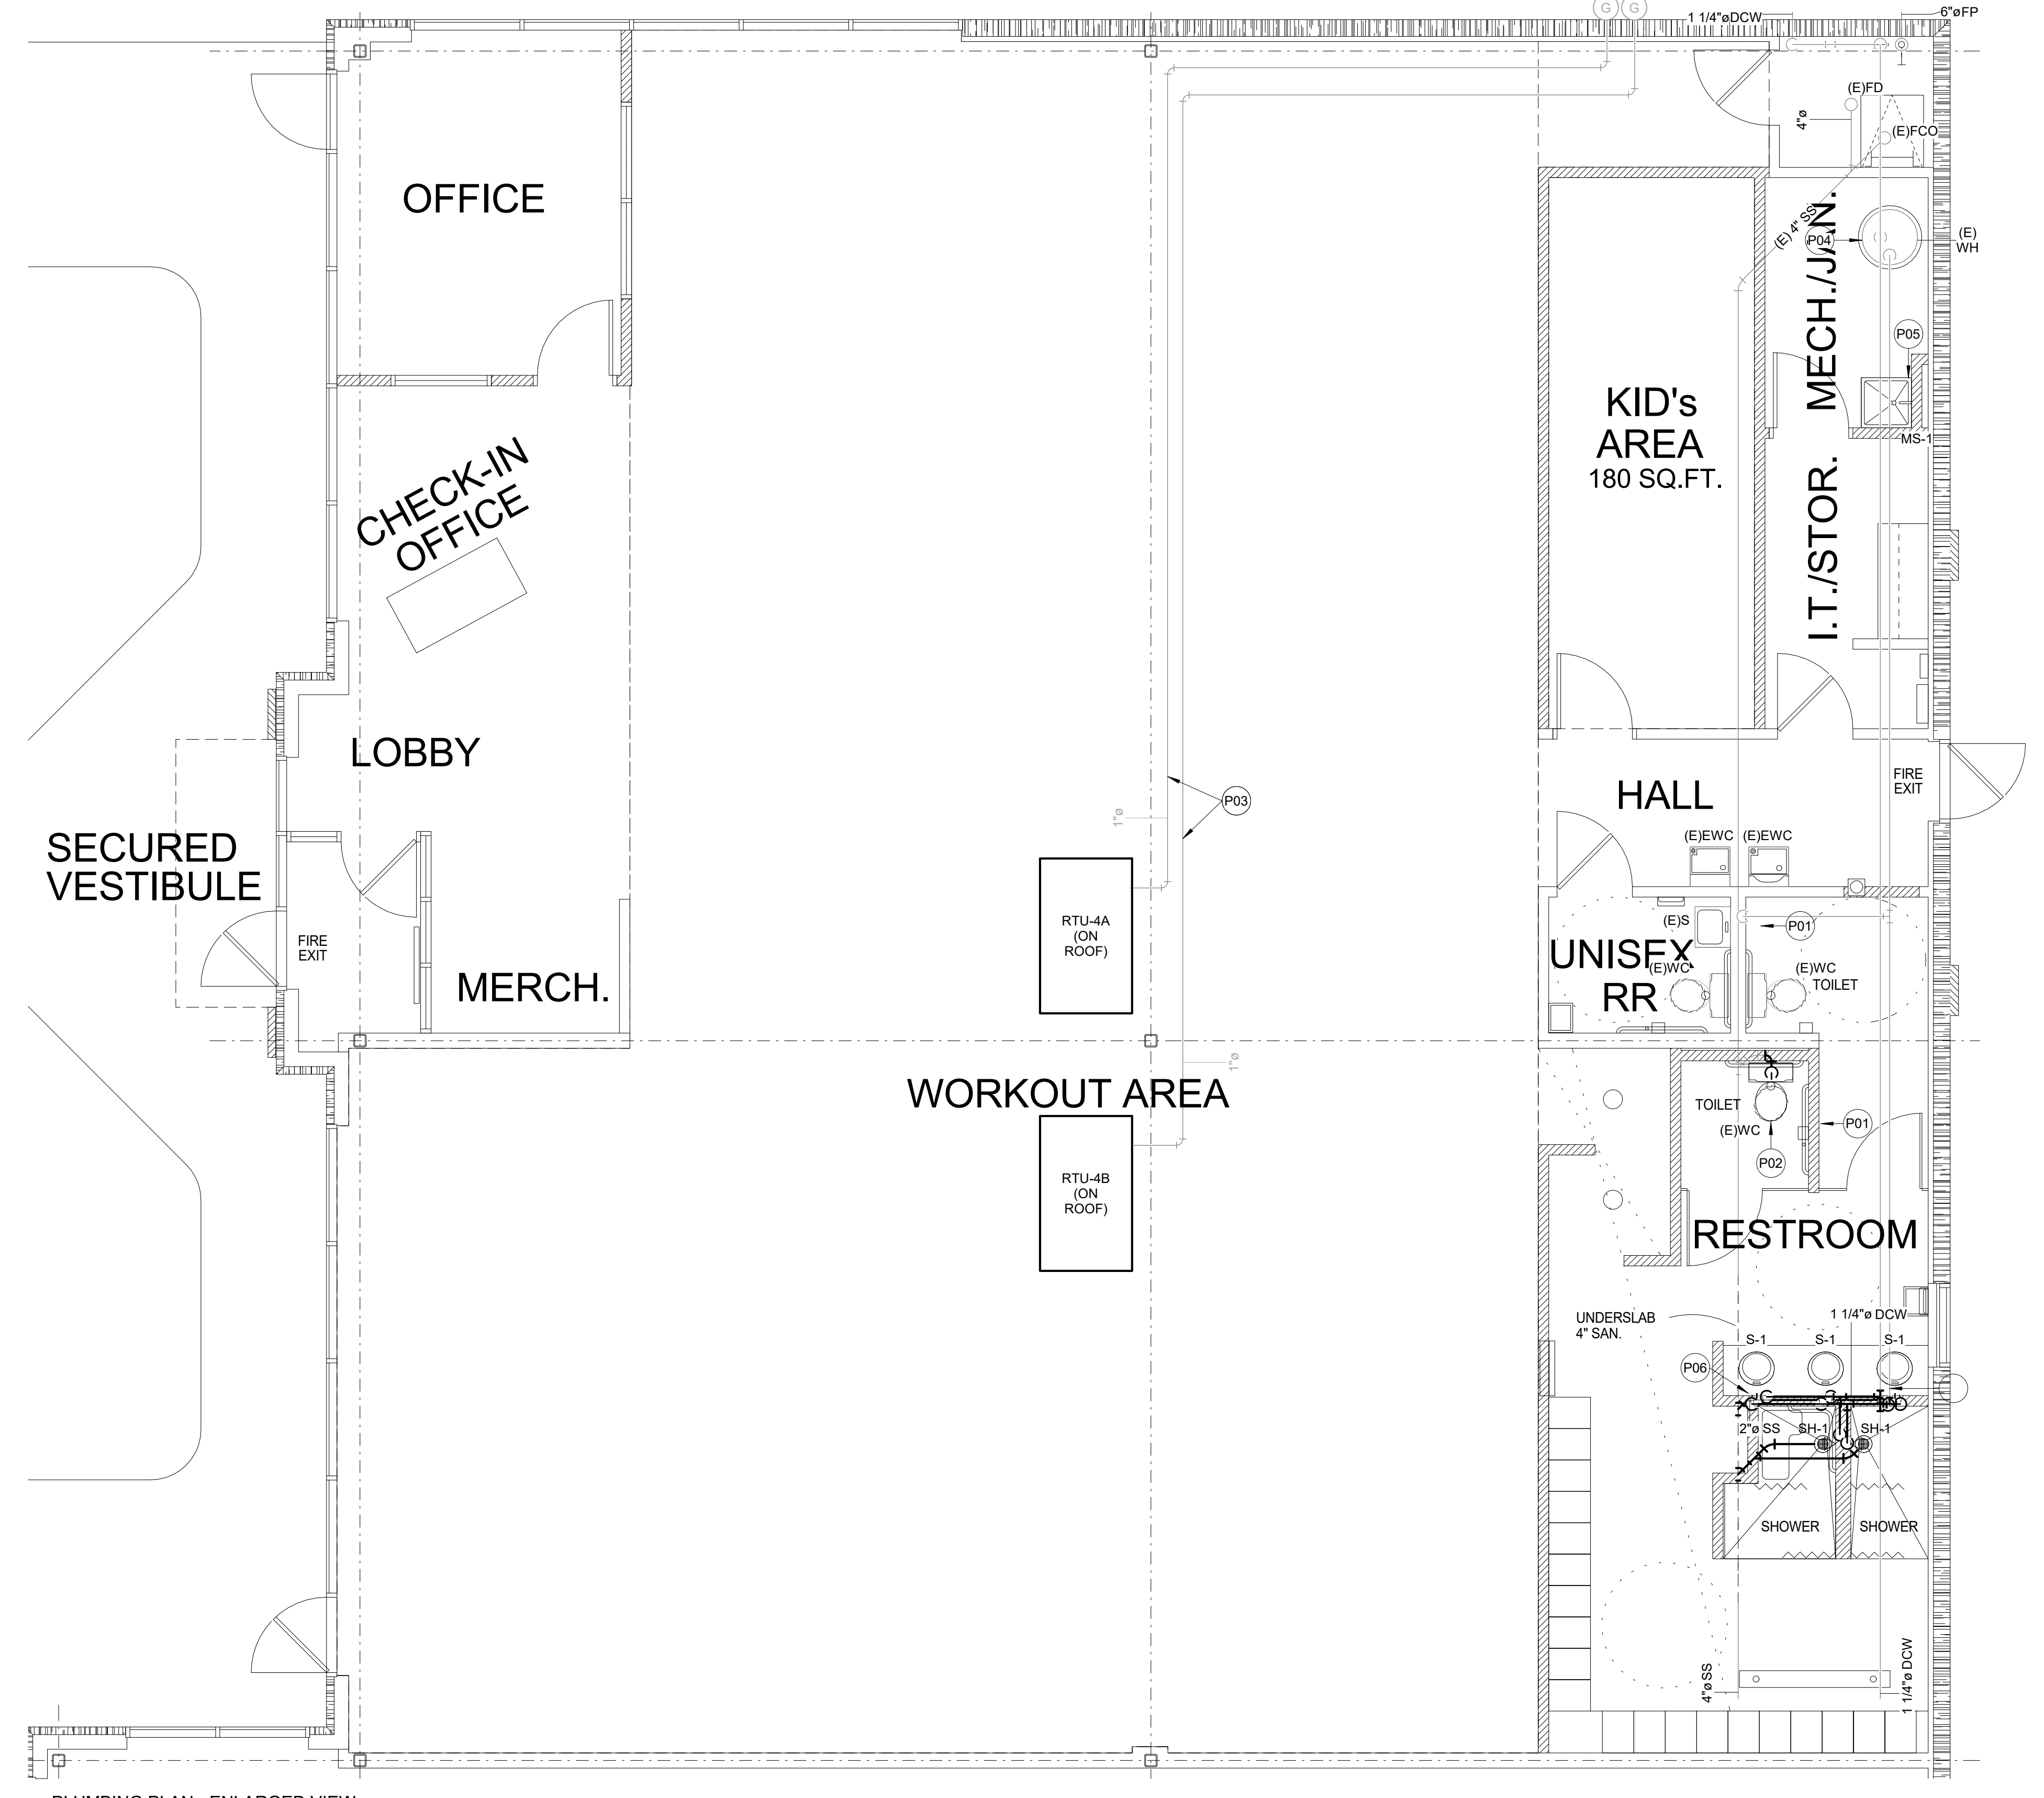 G
G
1 1/4"øDCW
6"øFP
(E)FD
4"ø
(E)FCO
OFFICE
(E) 4" SS
P04
(E)
WH
MECH./JAN.
P05
KID's
AREA
180 SQ.FT.
MS-1
CHECK-IN
OFFICE
I.T./STOR.
LOBBY
P03
1"ø
HALL
FIRE
EXIT
(E)EWC
(E)EWC
SECURED
VESTIBULE
FIRE
EXIT
MERCH.
RTU-4A
(ON
ROOF)
(E)S
P01
UNISEX
RR
(E)WC
(E)WC
TOILET
1"ø
WORKOUT AREA
TOILET
(E)WC
P01
P02
RTU-4B
(ON
ROOF)
RESTROOM
UNDERSLAB
4" SAN.
1 1/4"ø DCW
S-1
S-1
S-1
P06
2"ø SS
SH-1
SH-1
SHOWER
SHOWER
4"ø SS
1 1/4"ø DCW